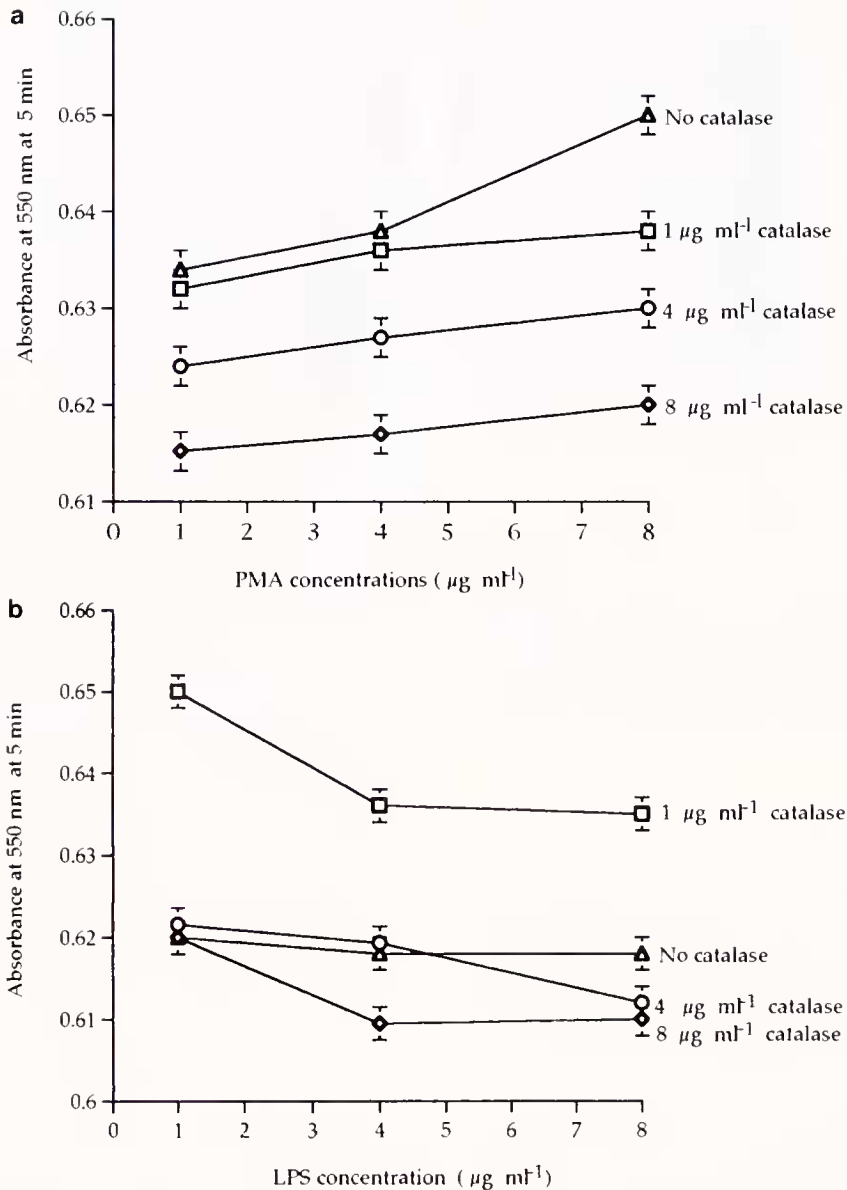 a
0.66
0.65
0.64
0.63
0.62
0.61
Absorbance at 550 nm at 5 min
No catalase
1 µg ml-1 catalase
4 µg ml-1 catalase
8 µg ml-1 catalase
0 1 2 3 4 5 6 7 8
PMA concentrations ( µg ml-1)
b
0.66
0.65
0.64
0.63
0.62
0.61
0.6
Absorbance at 550 nm at 5 min
1 µg ml-1 catalase
No catalase
4 µg ml-1 catalase
8 µg ml-1 catalase
0 1 2 3 4 5 6 7 8
LPS concentration ( µg ml-1)